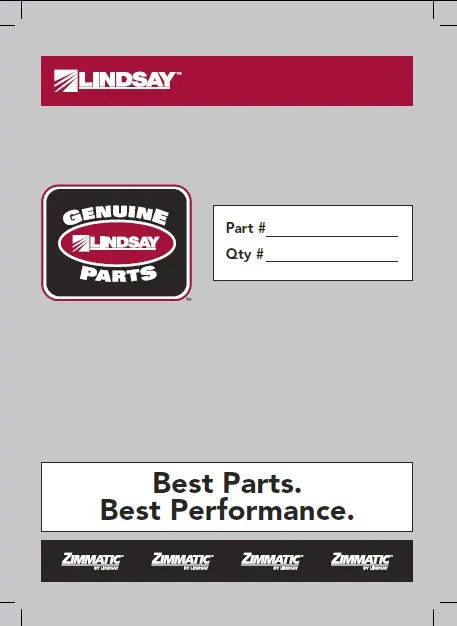 LINDSAY™
GENUINE
LINDSAY
PARTS
™
Part #
Qty #
Best Parts.
Best Performance.
ZIMMATIC™ ZIMMATIC™ ZIMMATIC™ ZIMMATIC™
BY LINDSAY BY LINDSAY BY LINDSAY BY LINDSAY